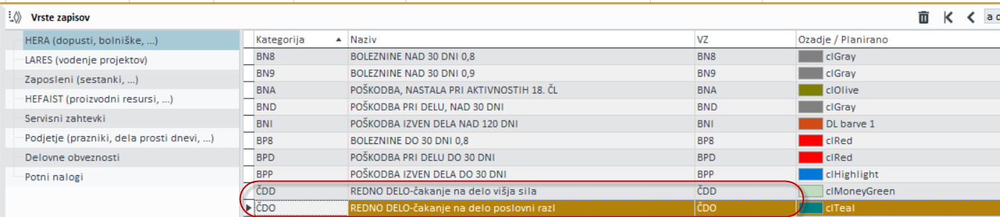 Vrste zapisov
HERA (dopusti, bolniške, ...)
LARES (vodenje projektov)
Zaposleni (sestanki, ...)
HEFAIST (proizvodni resursi, ...)
Servisni zahtevki
Podjetje (prazniki, dela prosti dnevi, ...)
Delovne obveznosti
Potni nalogi
Kategorija Naziv VZ Ozadje / Planirano
BN8 BOLEZNINE NAD 30 DNI 0,8 BN8 clGray
BN9 BOLEZNINE NAD 30 DNI 0,9 BN9 clGray
BNA POŠKODBA, NASTALA PRI AKTIVNOSTIH 18. ČL BNA clOlive
BND POŠKODBA PRI DELU, NAD 30 DNI BND clGray
BNI POŠKODBA IZVEN DELA NAD 120 DNI BNI DL barve 1
BP8 BOLEZNINE DO 30 DNI 0,8 BP8 clRed
BPD POŠKODBA PRI DELU DO 30 DNI BPD clRed
BPP POŠKODBA IZVEN DELA DO 30 DNI BPP clHighlight
ČDD REDNO DELO-čakanje na delo višja sila ČDD clMoneyGreen
ČDO REDNO DELO-čakanje na delo poslovni razl ČDO clTeal